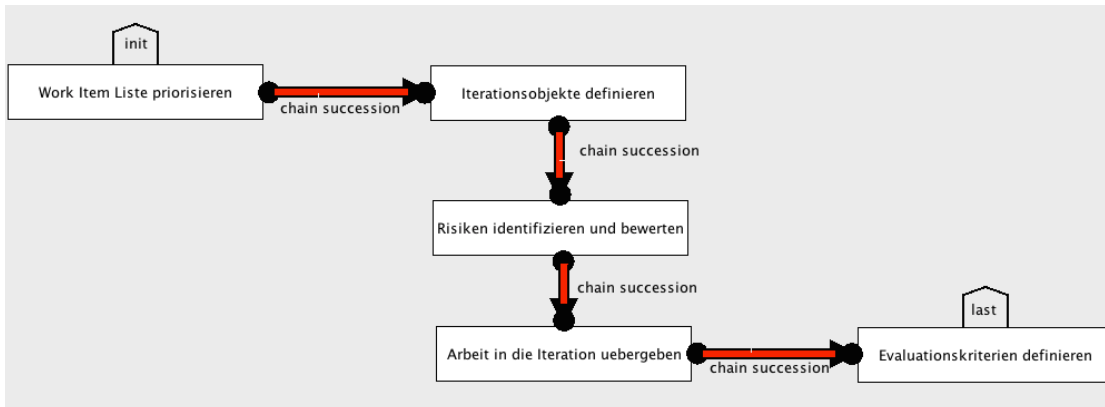 init
Work Item Liste priorisieren
chain succession
Iterationsobjekte definieren
chain succession
Risiken identifizieren und bewerten
chain succession
Arbeit in die Iteration uebergeben
chain succession
last
Evaluationskriterien definieren